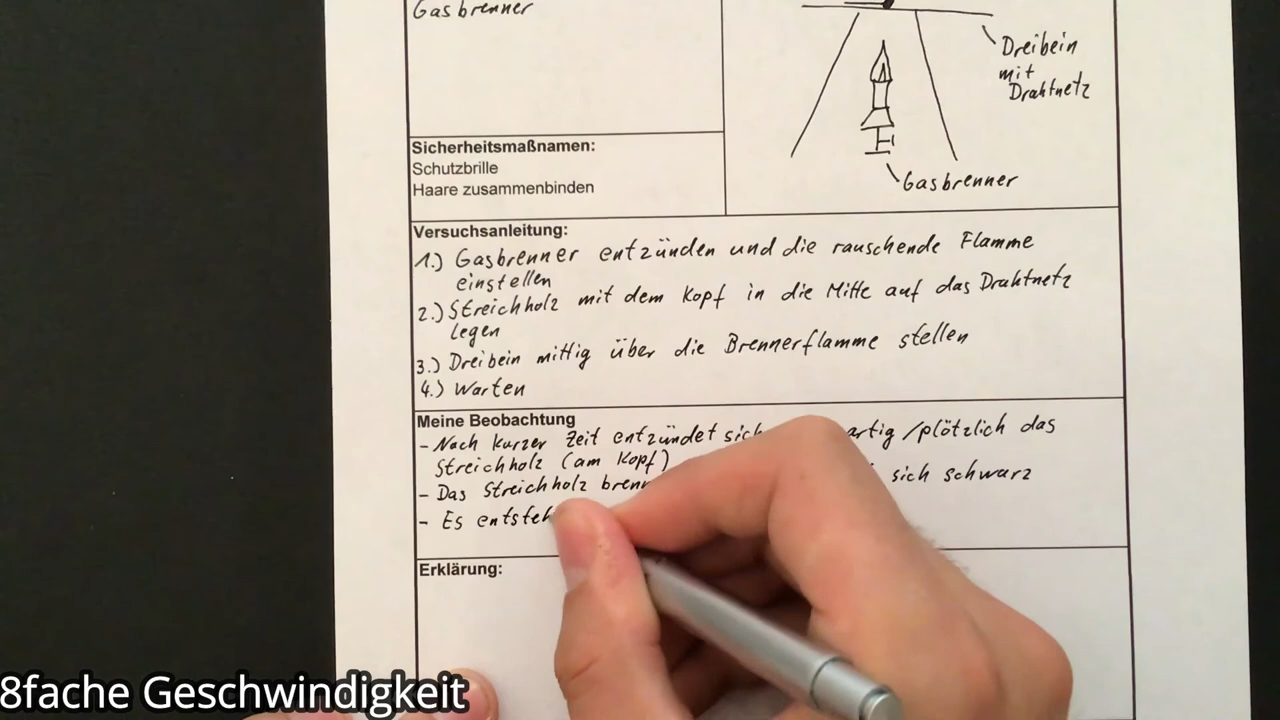 Gasbrenner
Dreibein
mit
Drahtnetz
Gasbrenner
Sicherheitsmaßnamen:
Schutzbrille
Haare zusammenbinden
Versuchsanleitung:
1.) Gasbrenner entzünden und die rauschende Flamme
einstellen
2.) Streichholz mit dem Kopf in die Mitte auf das Drahtnetz
legen
3.) Dreibein mittig über die Brennerflamme stellen
4.) Warten
Meine Beobachtung
- Nach kurzer Zeit entzündet sich artig/plötzlich das
Streichholz (am Kopf)
- Das Streichholz sich schwarz
- Es
Erklärung:
8fache Geschwindigkeit